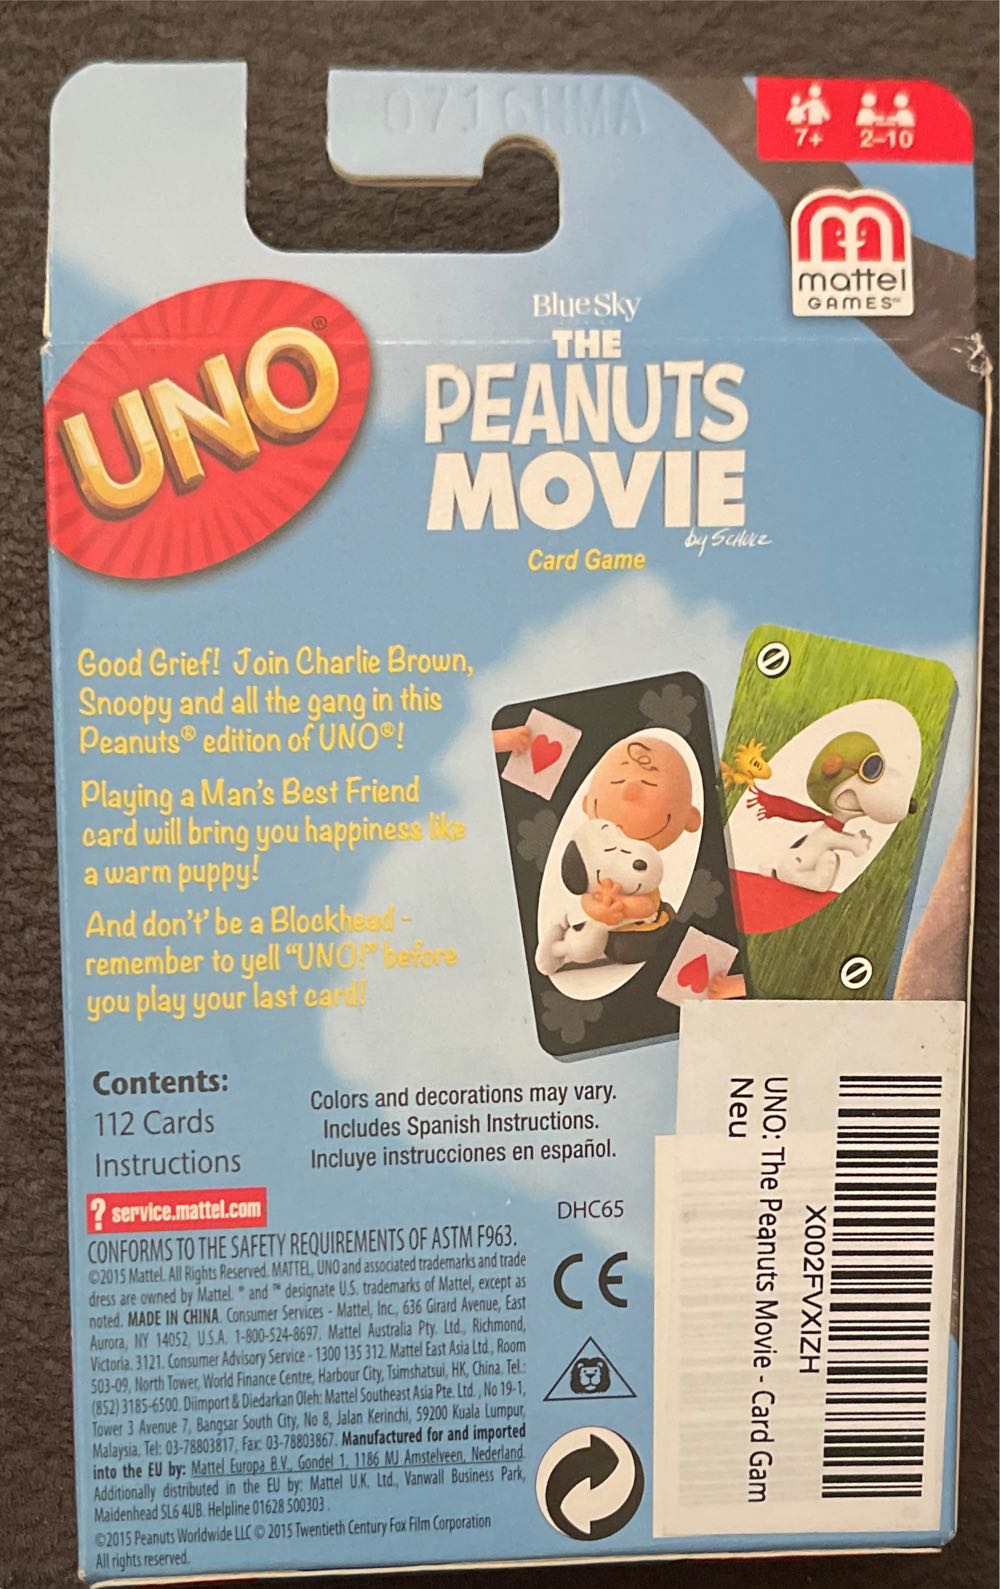 0716HMA
7+
2–10
mattel
GAMES™
UNO®
BlueSky
THE
PEANUTS
MOVIE
by SCHULZ
Card Game
Good Grief! Join Charlie Brown,
Snoopy and all the gang in this
Peanuts® edition of UNO®!
Playing a Man's Best Friend
card will bring you happiness like
a warm puppy!
And don't' be a Blockhead -
remember to yell "UNO!" before
you play your last card!
Contents:
112 Cards
Instructions
Colors and decorations may vary.
Includes Spanish Instructions.
Incluye instrucciones en español.
? service.mattel.com
DHC65
CONFORMS TO THE SAFETY REQUIREMENTS OF ASTM F963.
©2015 Mattel. All Rights Reserved. MATTEL, UNO and associated trademarks and trade
dress are owned by Mattel. ® and ™ designate U.S. trademarks of Mattel, except as
noted. MADE IN CHINA. Consumer Services - Mattel, Inc., 636 Girard Avenue, East
Aurora, NY 14052, U.S.A. 1-800-524-8697. Mattel Australia Pty. Ltd., Richmond,
Victoria. 3121. Consumer Advisory Service - 1300 135 312. Mattel East Asia Ltd., Room
503-09, North Tower, World Finance Centre, Harbour City, Tsimshatsui, HK, China. Tel.:
(852) 3185-6500. Diimport & Diedarkan Oleh: Mattel Southeast Asia Pte. Ltd., No 19-1,
Tower 3 Avenue 7, Bangsar South City, No 8, Jalan Kerinchi, 59200 Kuala Lumpur,
Malaysia. Tel: 03-78803817, Fax: 03-78803867. Manufactured for and imported
into the EU by: Mattel Europa B.V., Gondel 1, 1186 MJ Amstelveen, Nederland.
Additionally distributed in the EU by: Mattel U.K. Ltd., Vanwall Business Park,
Maidenhead SL6 4UB. Helpline 01628 500303.
©2015 Peanuts Worldwide LLC © 2015 Twentieth Century Fox Film Corporation
All rights reserved.
CE
X002FVXIZH
UNO: The Peanuts Movie - Card Gam
Neu